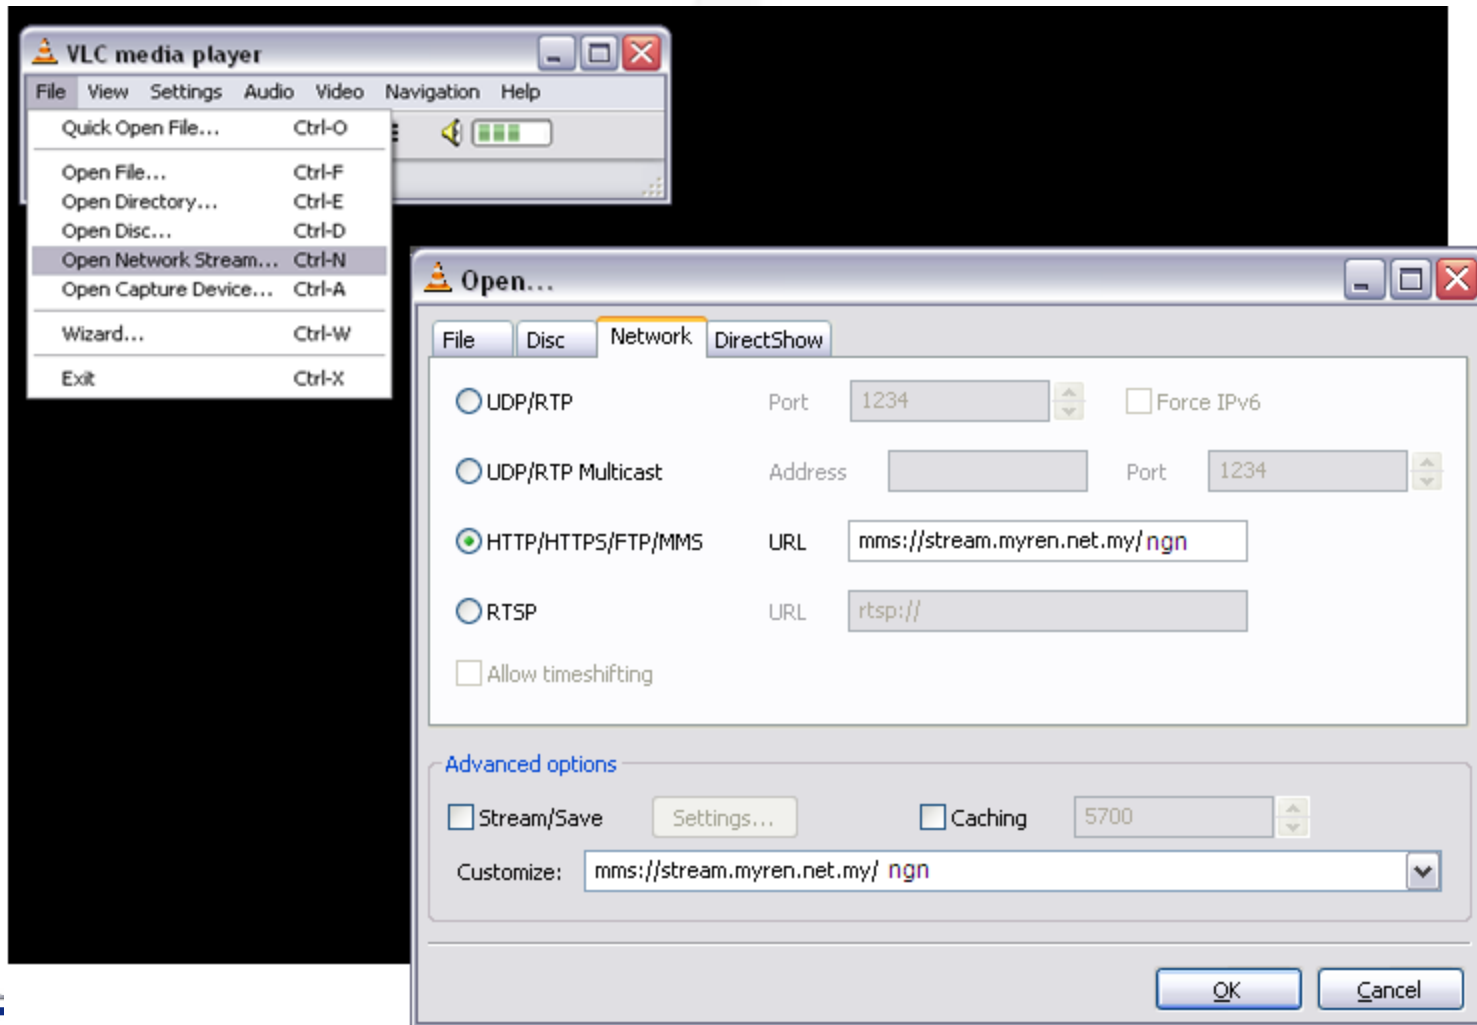 VLC media player
File View Settings Audio Video Navigation Help
Quick Open File... Ctrl-O
Open File... Ctrl-F
Open Directory... Ctrl-E
Open Disc... Ctrl-D
Open Network Stream... Ctrl-N
Open Capture Device... Ctrl-A
Wizard... Ctrl-W
Exit Ctrl-X
Open...
File Disc Network DirectShow
UDP/RTP Port 1234 Force IPv6
UDP/RTP Multicast Address Port 1234
HTTP/HTTPS/FTP/MMS URL mms://stream.myren.net.my/ngn
RTSP URL rtsp://
Allow timeshifting
Advanced options
Stream/Save Settings... Caching 5700
Customize: mms://stream.myren.net.my/ ngn
OK Cancel